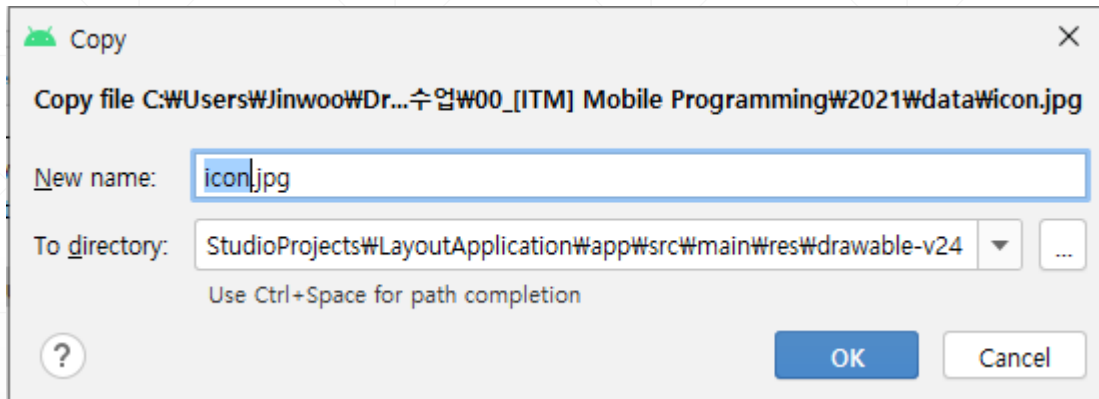 Copy
Copy file C:₩Users₩Jinwoo₩Dr...수업₩00_[ITM] Mobile Programming₩2021₩data₩icon.jpg
New name: icon.jpg
To directory: StudioProjects₩LayoutApplication₩app₩src₩main₩res₩drawable-v24 ...
Use Ctrl+Space for path completion
? OK Cancel